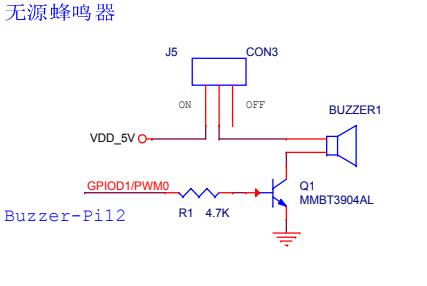 无源蜂鸣器
J5 CON3
ON OFF
BUZZER1
VDD_5V
GPIOD1/PWM0
Q1
MMBT3904AL
R1 4.7K
Buzzer-Pi12